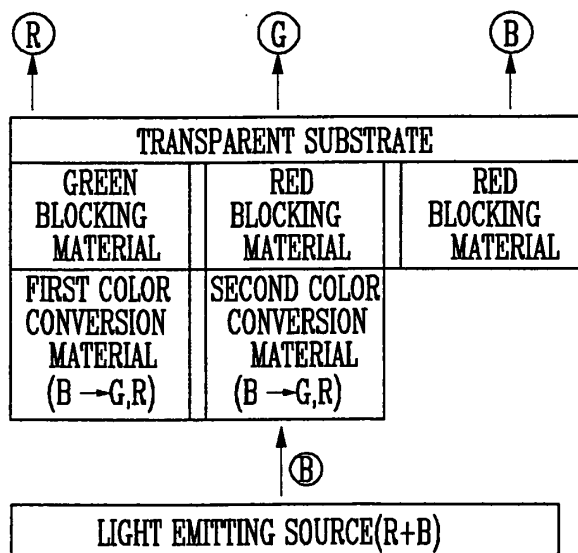 R G B
TRANSPARENT SUBSTRATE
GREEN
BLOCKING
MATERIAL
RED
BLOCKING
MATERIAL
RED
BLOCKING
MATERIAL
FIRST COLOR
CONVERSION
MATERIAL
(B→G,R)
SECOND COLOR
CONVERSION
MATERIAL
(B→G,R)
B
LIGHT EMITTING SOURCE(R+B)